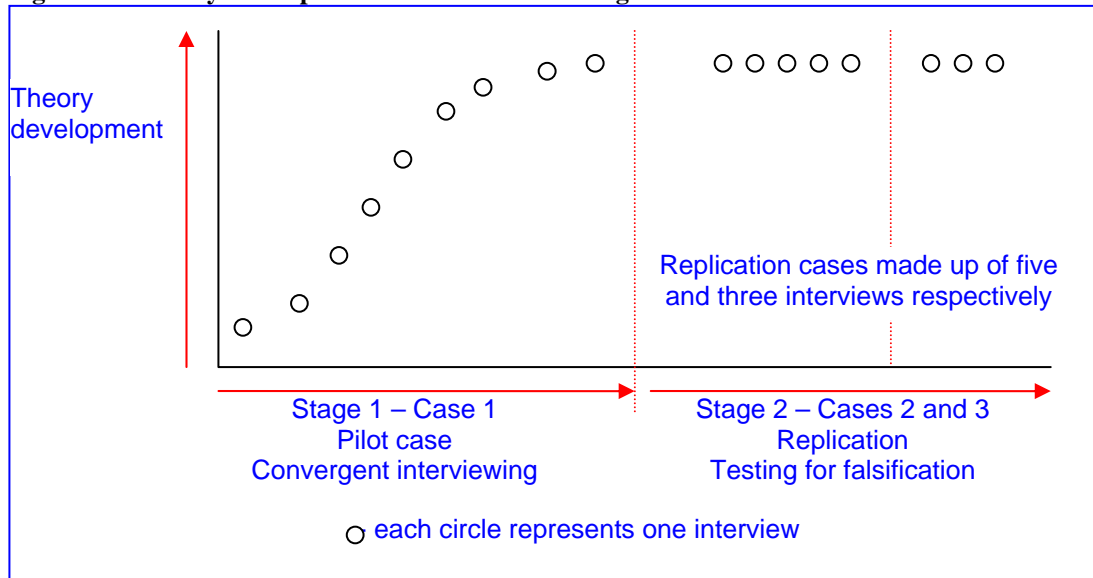 Theory
development
Replication cases made up of five
and three interviews respectively
Stage 1 – Case 1
Pilot case
Convergent interviewing
Stage 2 – Cases 2 and 3
Replication
Testing for falsification
each circle represents one interview